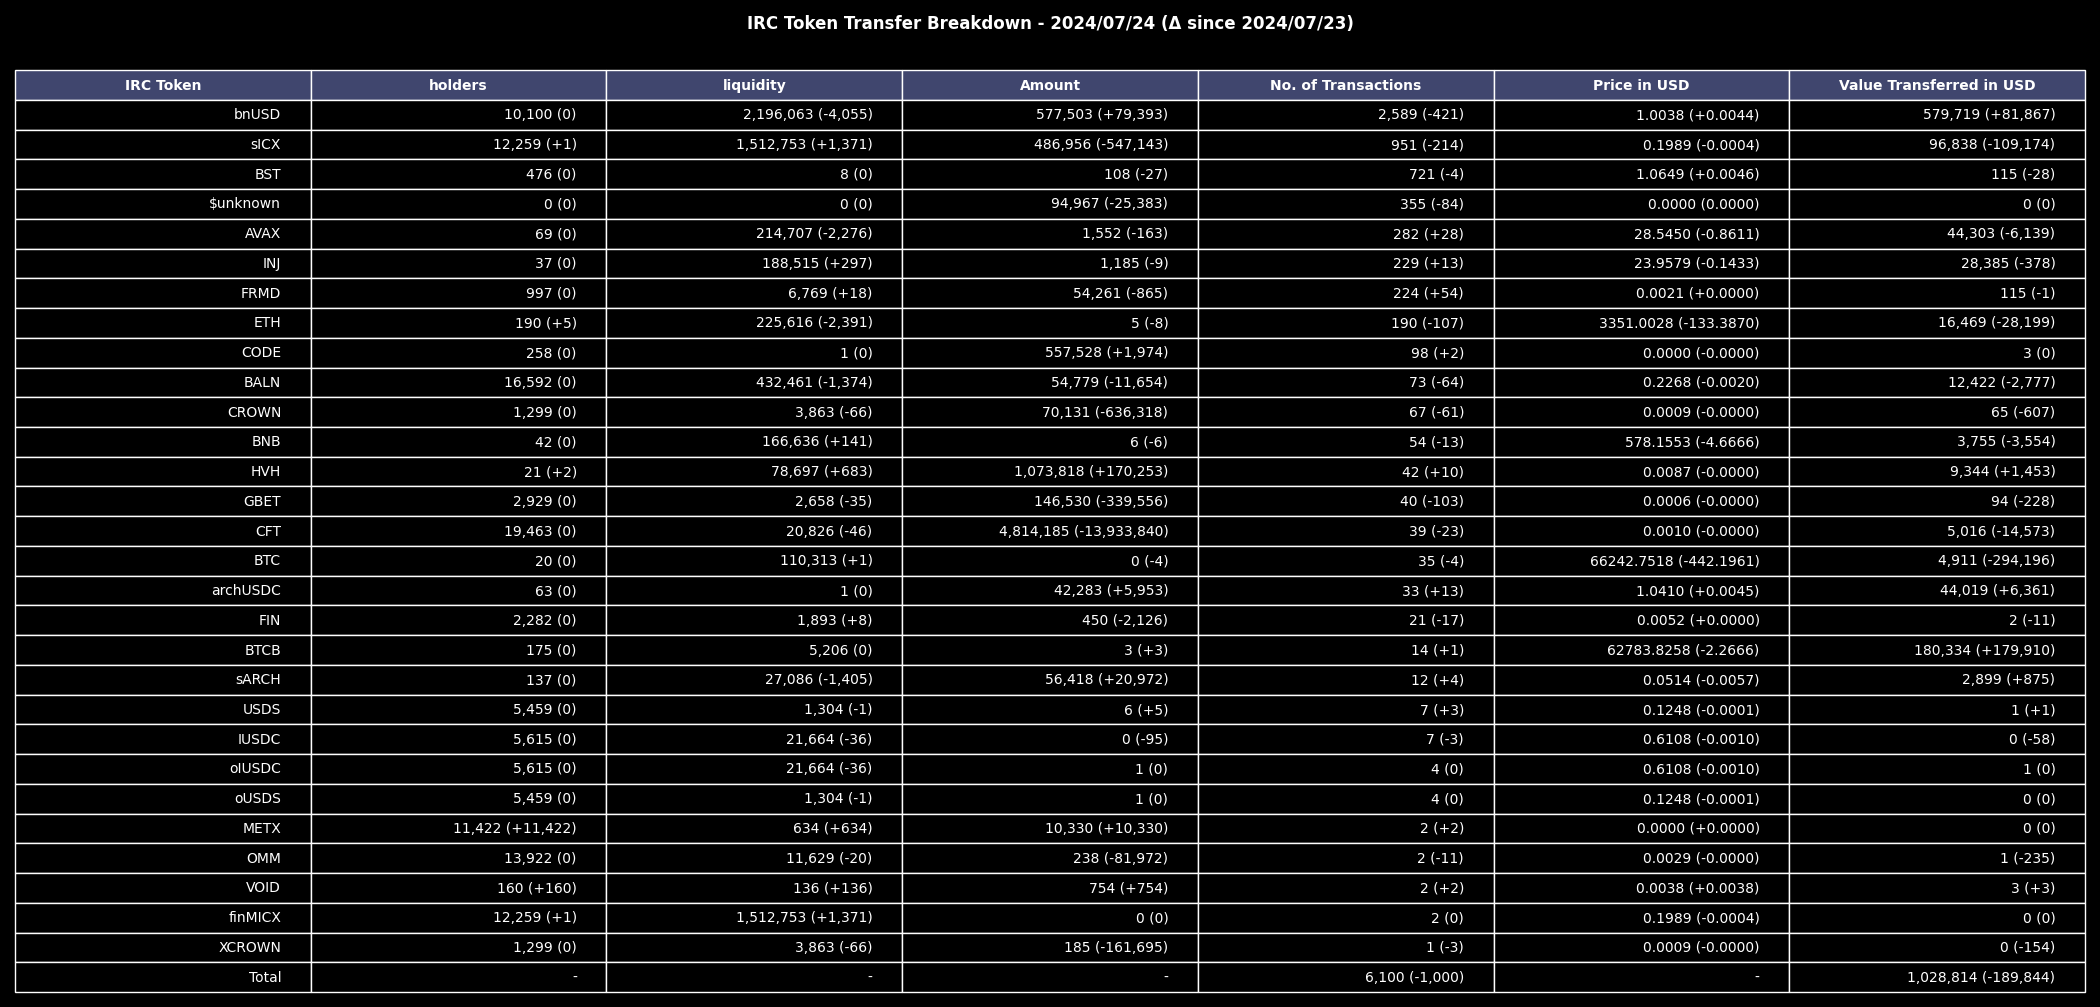 IRC Token Transfer Breakdown - 2024/07/24 (Δ since 2024/07/23)
IRC Token holders liquidity Amount No. of Transactions Price in USD Value Transferred in USD
bnUSD 10,100 (0) 2,196,063 (-4,055) 577,503 (+79,393) 2,589 (-421) 1.0038 (+0.0044) 579,719 (+81,867)
sICX 12,259 (+1) 1,512,753 (+1,371) 486,956 (-547,143) 951 (-214) 0.1989 (-0.0004) 96,838 (-109,174)
BST 476 (0) 8 (0) 108 (-27) 721 (-4) 1.0649 (+0.0046) 115 (-28)
$unknown 0 (0) 0 (0) 94,967 (-25,383) 355 (-84) 0.0000 (0.0000) 0 (0)
AVAX 69 (0) 214,707 (-2,276) 1,552 (-163) 282 (+28) 28.5450 (-0.8611) 44,303 (-6,139)
INJ 37 (0) 188,515 (+297) 1,185 (-9) 229 (+13) 23.9579 (-0.1433) 28,385 (-378)
FRMD 997 (0) 6,769 (+18) 54,261 (-865) 224 (+54) 0.0021 (+0.0000) 115 (-1)
ETH 190 (+5) 225,616 (-2,391) 5 (-8) 190 (-107) 3351.0028 (-133.3870) 16,469 (-28,199)
CODE 258 (0) 1 (0) 557,528 (+1,974) 98 (+2) 0.0000 (-0.0000) 3 (0)
BALN 16,592 (0) 432,461 (-1,374) 54,779 (-11,654) 73 (-64) 0.2268 (-0.0020) 12,422 (-2,777)
CROWN 1,299 (0) 3,863 (-66) 70,131 (-636,318) 67 (-61) 0.0009 (-0.0000) 65 (-607)
BNB 42 (0) 166,636 (+141) 6 (-6) 54 (-13) 578.1553 (-4.6666) 3,755 (-3,554)
HVH 21 (+2) 78,697 (+683) 1,073,818 (+170,253) 42 (+10) 0.0087 (-0.0000) 9,344 (+1,453)
GBET 2,929 (0) 2,658 (-35) 146,530 (-339,556) 40 (-103) 0.0006 (-0.0000) 94 (-228)
CFT 19,463 (0) 20,826 (-46) 4,814,185 (-13,933,840) 39 (-23) 0.0010 (-0.0000) 5,016 (-14,573)
BTC 20 (0) 110,313 (+1) 0 (-4) 35 (-4) 66242.7518 (-442.1961) 4,911 (-294,196)
archUSDC 63 (0) 1 (0) 42,283 (+5,953) 33 (+13) 1.0410 (+0.0045) 44,019 (+6,361)
FIN 2,282 (0) 1,893 (+8) 450 (-2,126) 21 (-17) 0.0052 (+0.0000) 2 (-11)
BTCB 175 (0) 5,206 (0) 3 (+3) 14 (+1) 62783.8258 (-2.2666) 180,334 (+179,910)
sARCH 137 (0) 27,086 (-1,405) 56,418 (+20,972) 12 (+4) 0.0514 (-0.0057) 2,899 (+875)
USDS 5,459 (0) 1,304 (-1) 6 (+5) 7 (+3) 0.1248 (-0.0001) 1 (+1)
IUSDC 5,615 (0) 21,664 (-36) 0 (-95) 7 (-3) 0.6108 (-0.0010) 0 (-58)
oIUSDC 5,615 (0) 21,664 (-36) 1 (0) 4 (0) 0.6108 (-0.0010) 1 (0)
oUSDS 5,459 (0) 1,304 (-1) 1 (0) 4 (0) 0.1248 (-0.0001) 0 (0)
METX 11,422 (+11,422) 634 (+634) 10,330 (+10,330) 2 (+2) 0.0000 (+0.0000) 0 (0)
OMM 13,922 (0) 11,629 (-20) 238 (-81,972) 2 (-11) 0.0029 (-0.0000) 1 (-235)
VOID 160 (+160) 136 (+136) 754 (+754) 2 (+2) 0.0038 (+0.0038) 3 (+3)
finMICX 12,259 (+1) 1,512,753 (+1,371) 0 (0) 2 (0) 0.1989 (-0.0004) 0 (0)
XCROWN 1,299 (0) 3,863 (-66) 185 (-161,695) 1 (-3) 0.0009 (-0.0000) 0 (-154)
Total - - - 6,100 (-1,000) - 1,028,814 (-189,844)